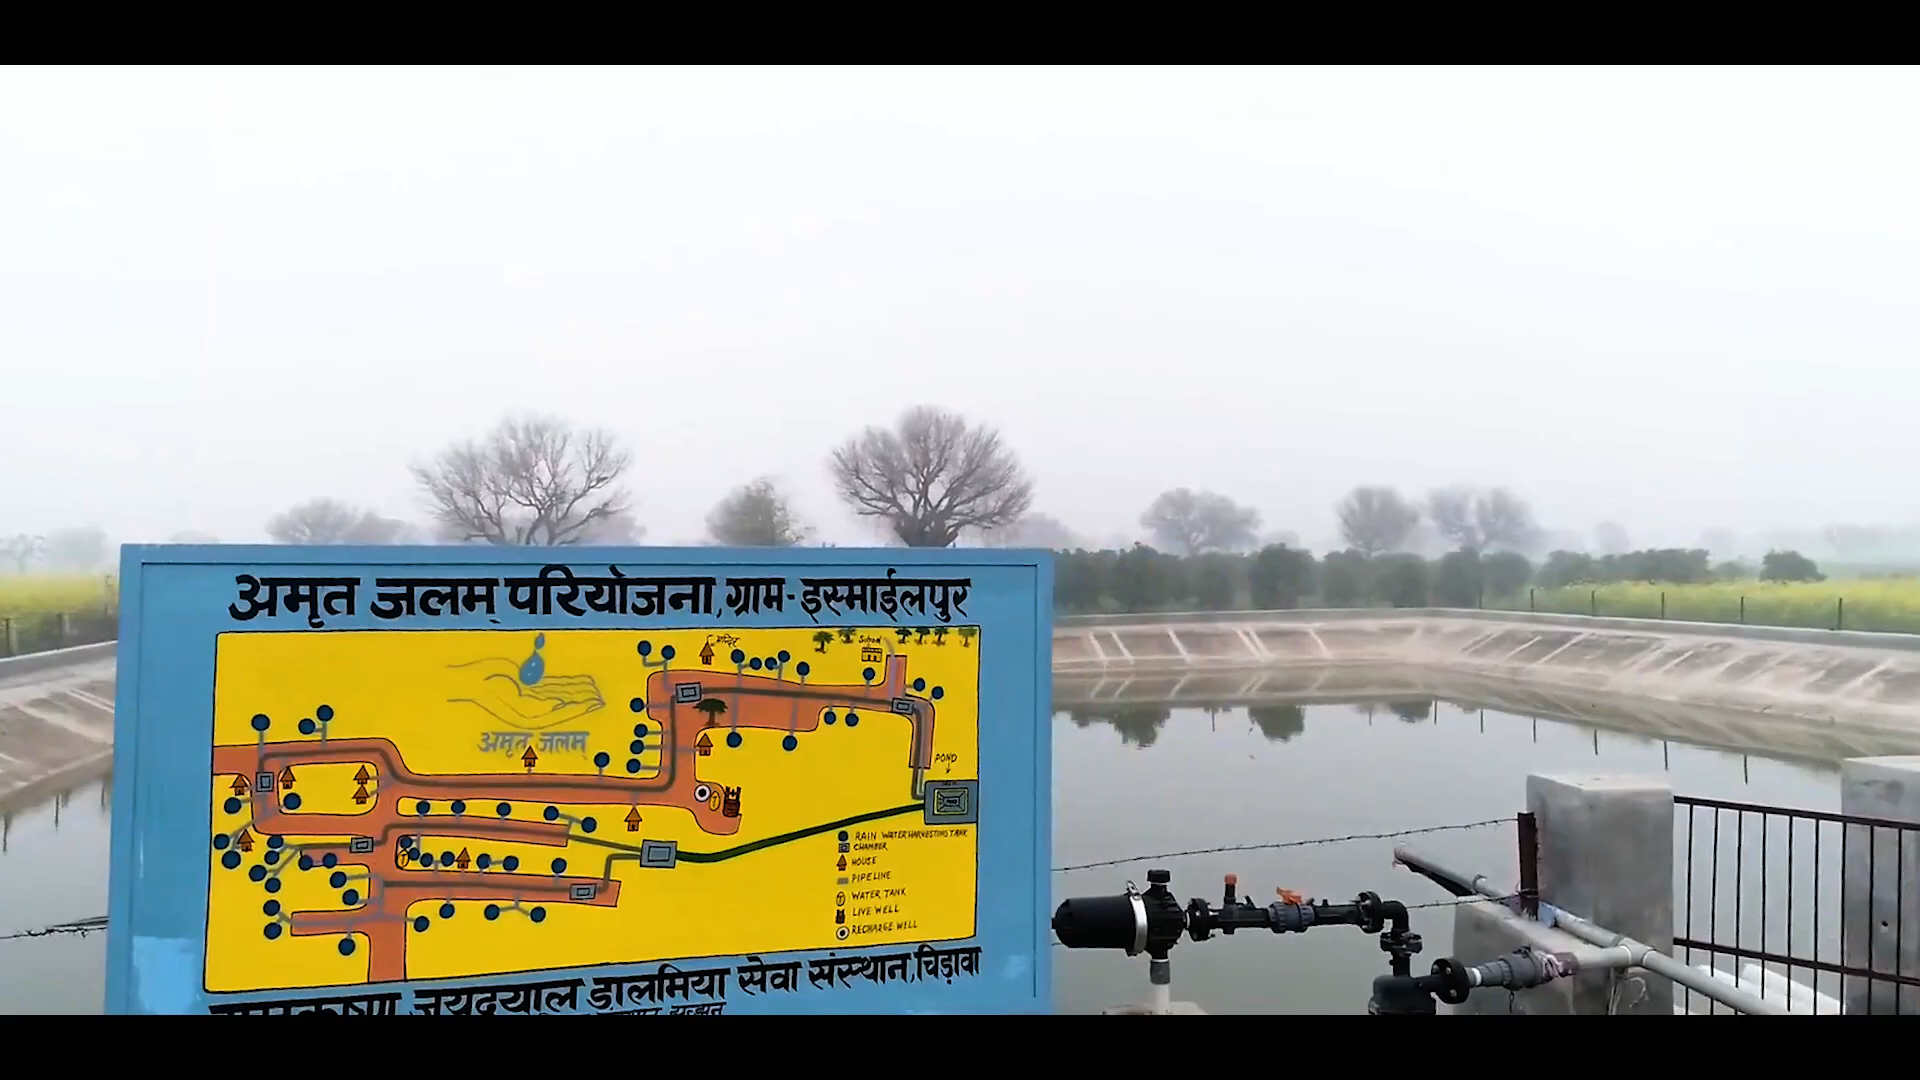 अमृत जलम् परियोजना, ग्राम- इस्माईलपुर
मन्दिर
School
अमृत जलम्
POND
RAIN WATER HARVESTING TANK
CHAMBER
HOUSE
PIPELINE
T WATER TANK
LIVE WELL
RECHARGE WELL
जयदयाल डालमिया सेवा संस्थान, चिड़ावा